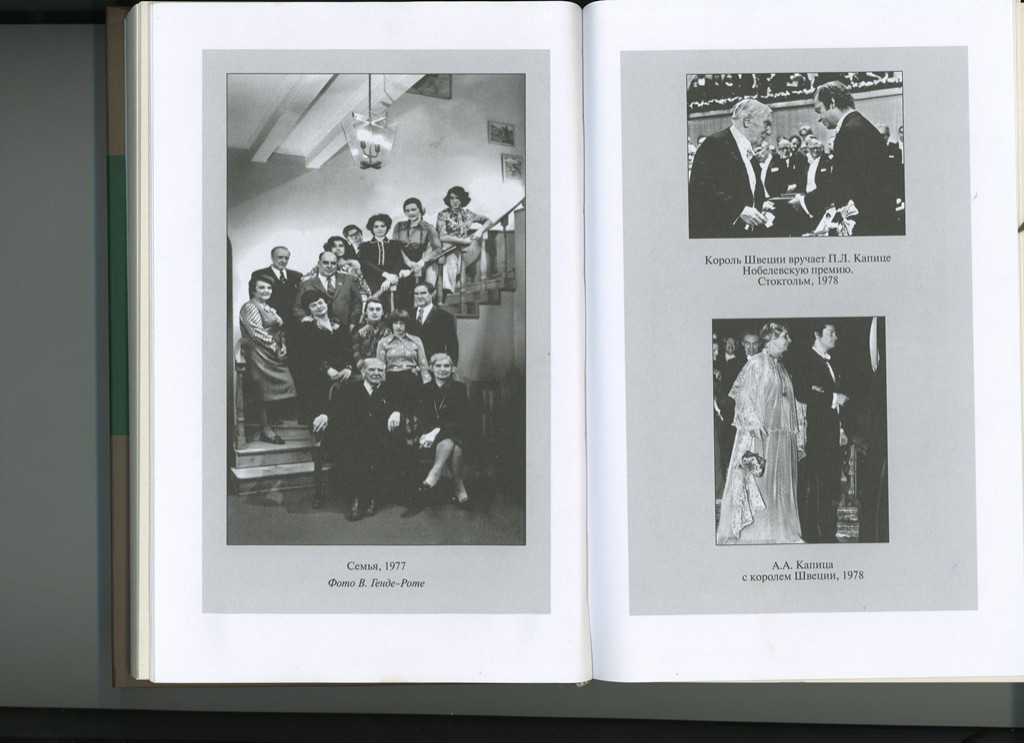 Семья, 1977
Фото В. Генде-Роте
Король Швеции вручает П.Л. Капице
Нобелевскую премию.
Стокгольм, 1978
А.А. Капица
с королем Швеции, 1978